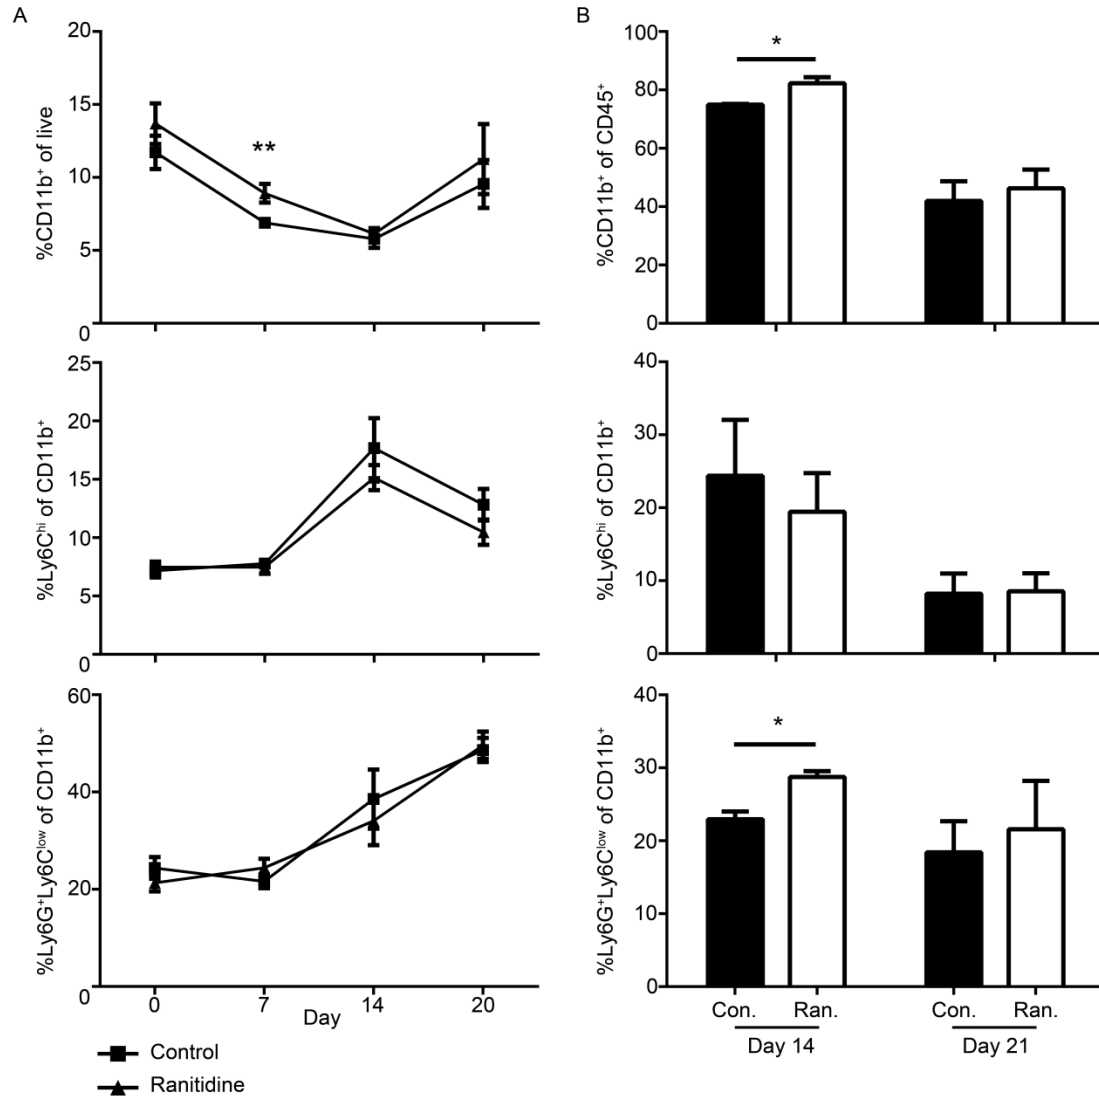 A
B
20
15
10
5
0
%CD11b⁺ of live
**
100
80
60
40
20
0
%CD11b⁺ of CD45⁺
*
25
20
15
10
5
0
%Ly6Cʰⁱ of CD11b⁺
40
30
20
10
0
%Ly6Cʰⁱ of CD11b⁺
60
40
20
0
%Ly6G⁺Ly6Cˡᵒʷ of CD11b⁺
0 7 14 20
Day
40
30
20
10
0
%Ly6G⁺Ly6Cˡᵒʷ of CD11b⁺
*
Con. Ran. Con. Ran.
Day 14 Day 21
Control
Ranitidine